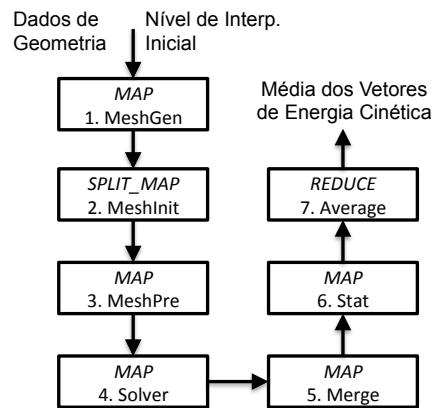 Dados de
Geometria
Nível de Interp.
Inicial
MAP
1. MeshGen
SPLIT_MAP
2. MeshInit
MAP
3. MeshPre
MAP
4. Solver
MAP
5. Merge
MAP
6. Stat
REDUCE
7. Average
Média dos Vetores
de Energia Cinética